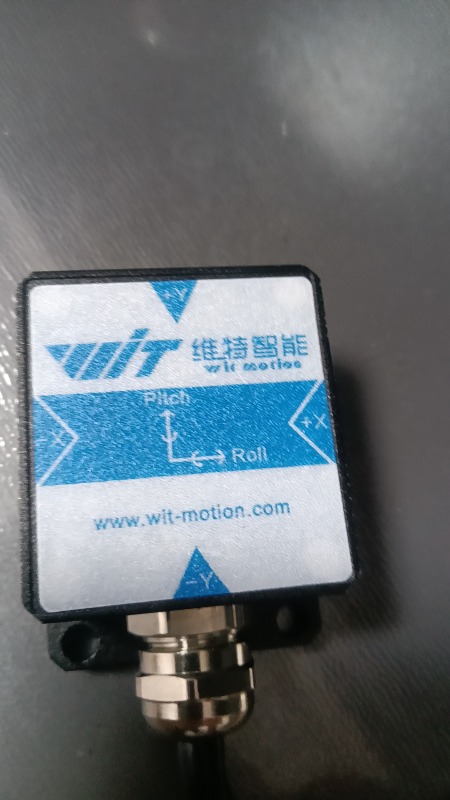 +Y
WIT 维特智能
wit motion
Pitch
-X
+X
Roll
www.wit-motion.com
-Y